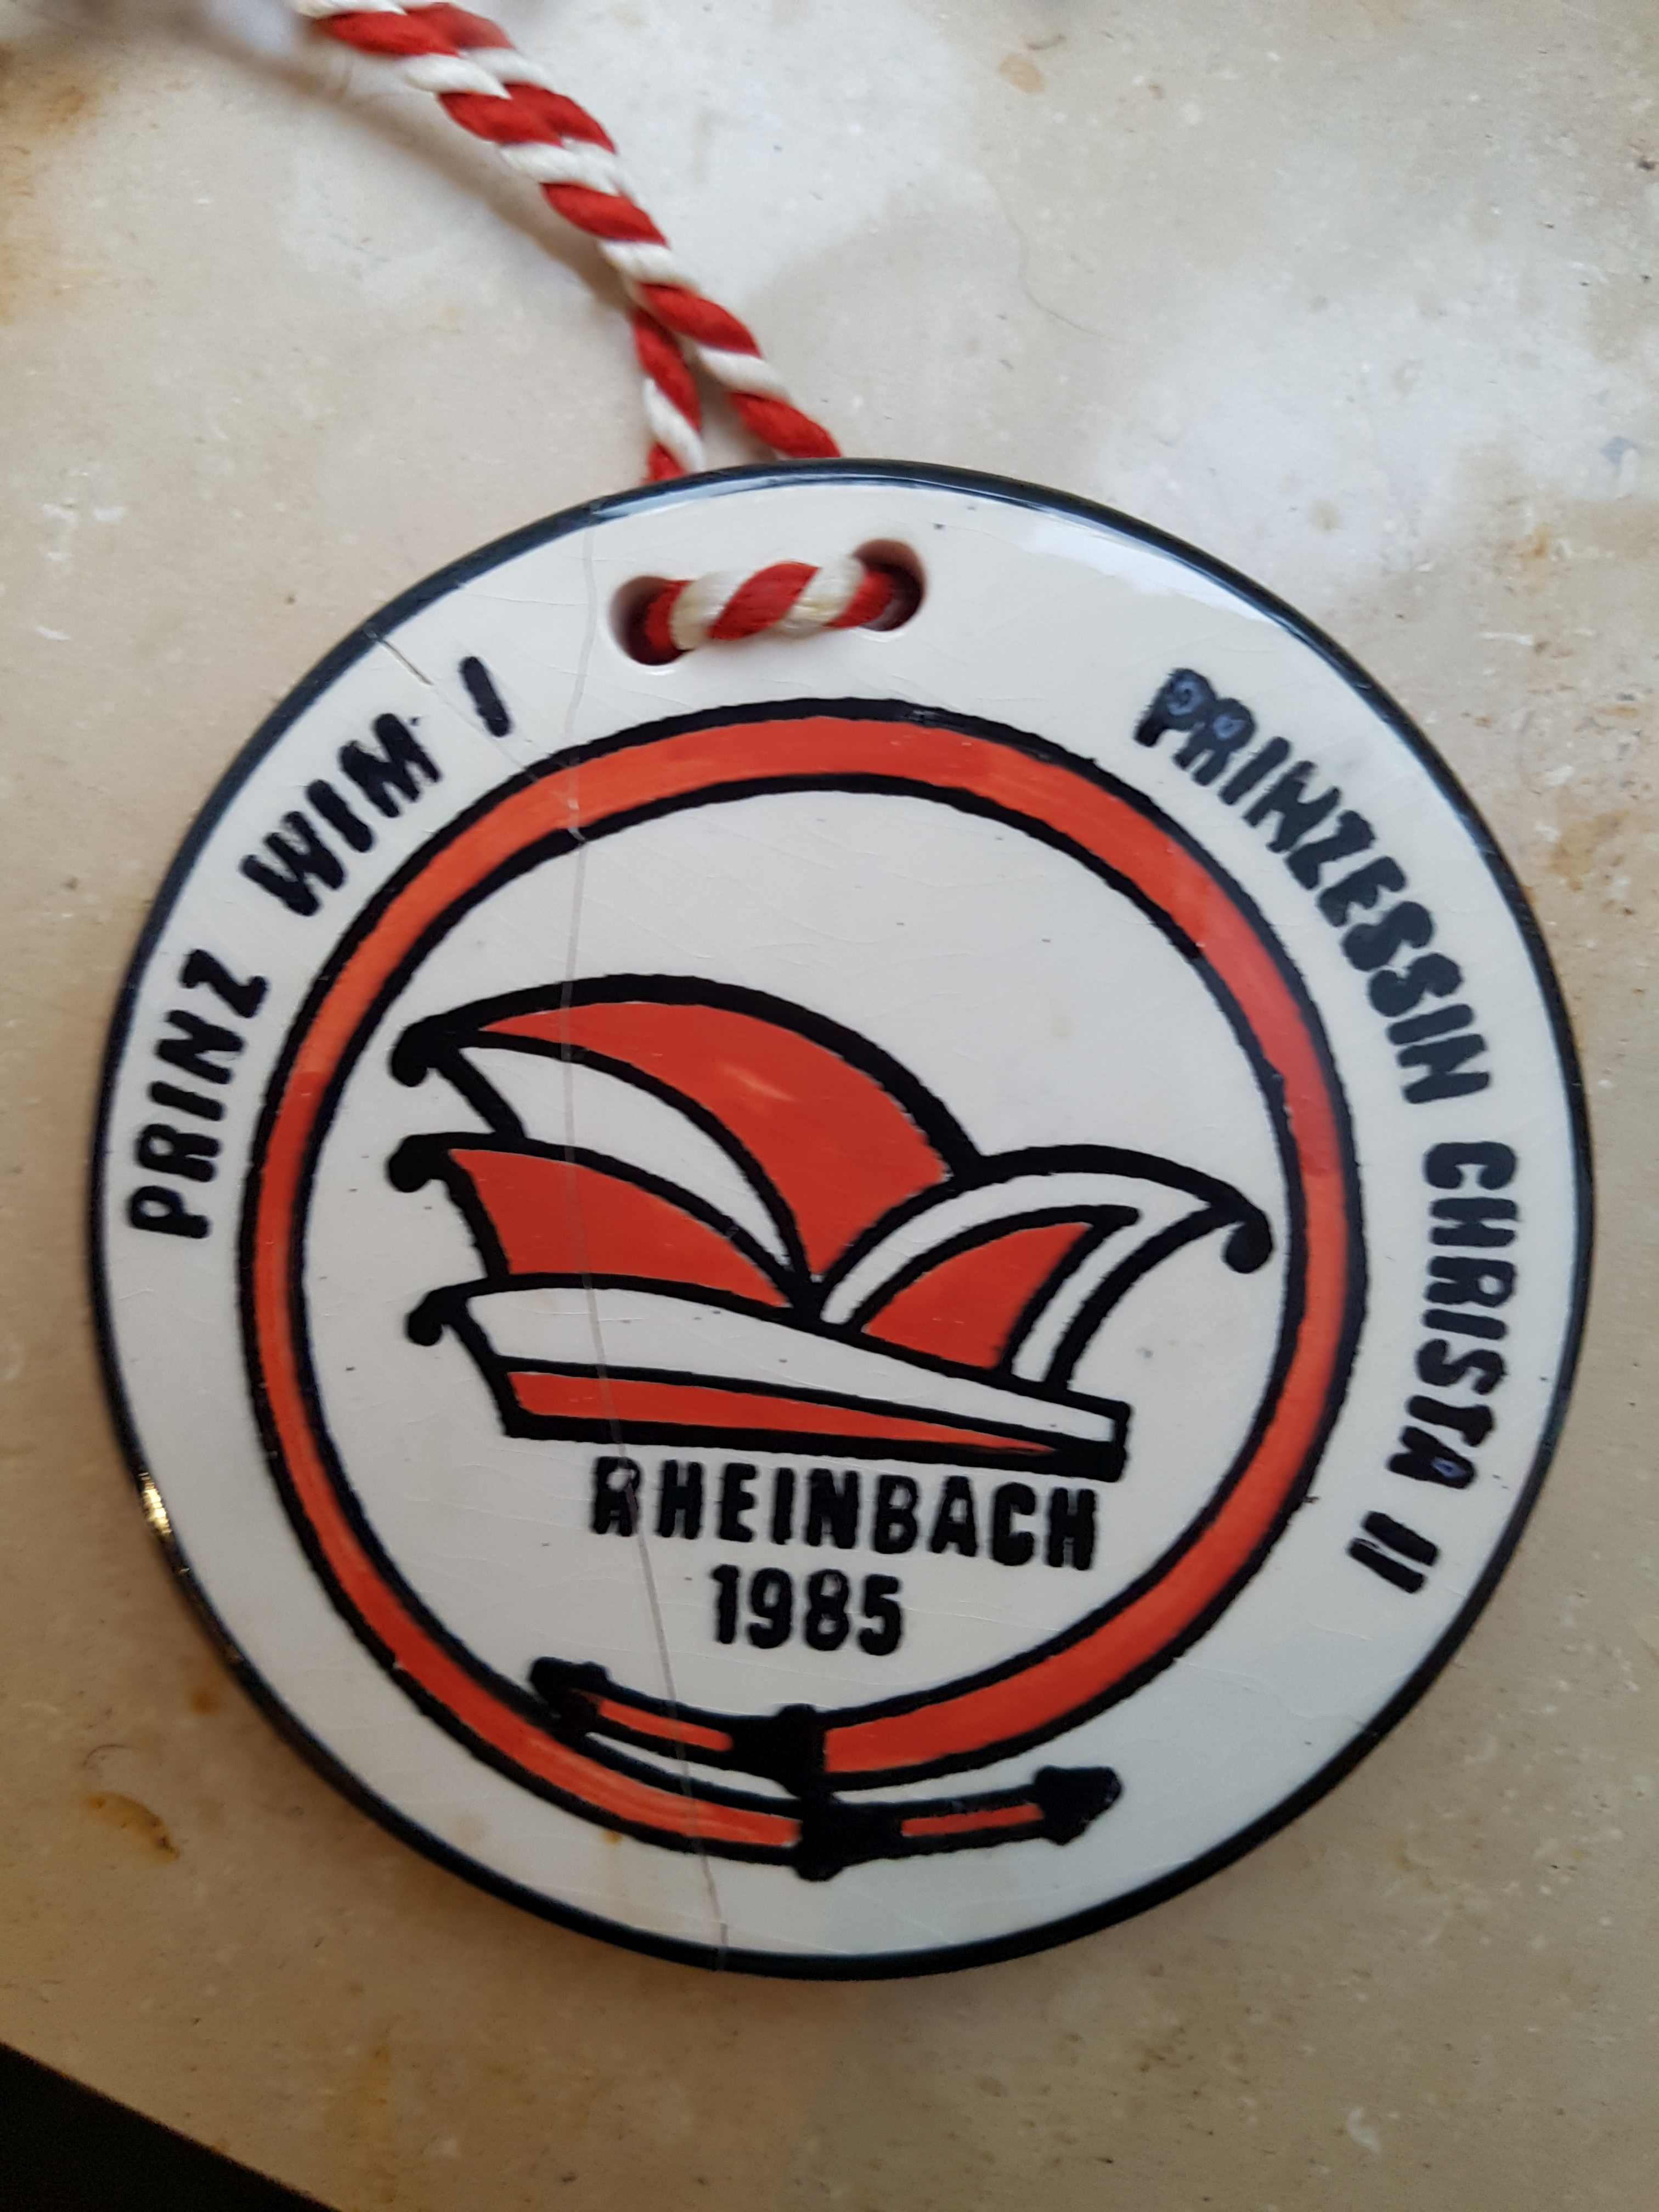 PRINZ WIM I
PRINZESSIN CHRISTA II
RHEINBACH
1985